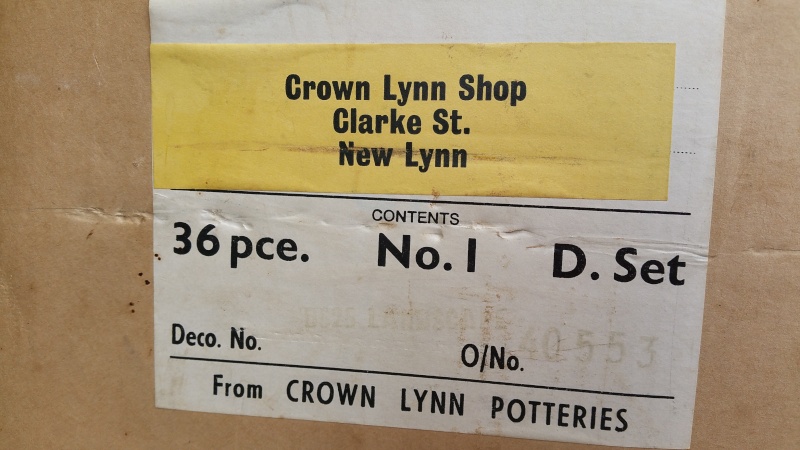 Crown Lynn Shop
Clarke St.
New Lynn
CONTENTS
36 pce. No. 1 D. Set
Deco. No. O/No. 40553
From CROWN LYNN POTTERIES